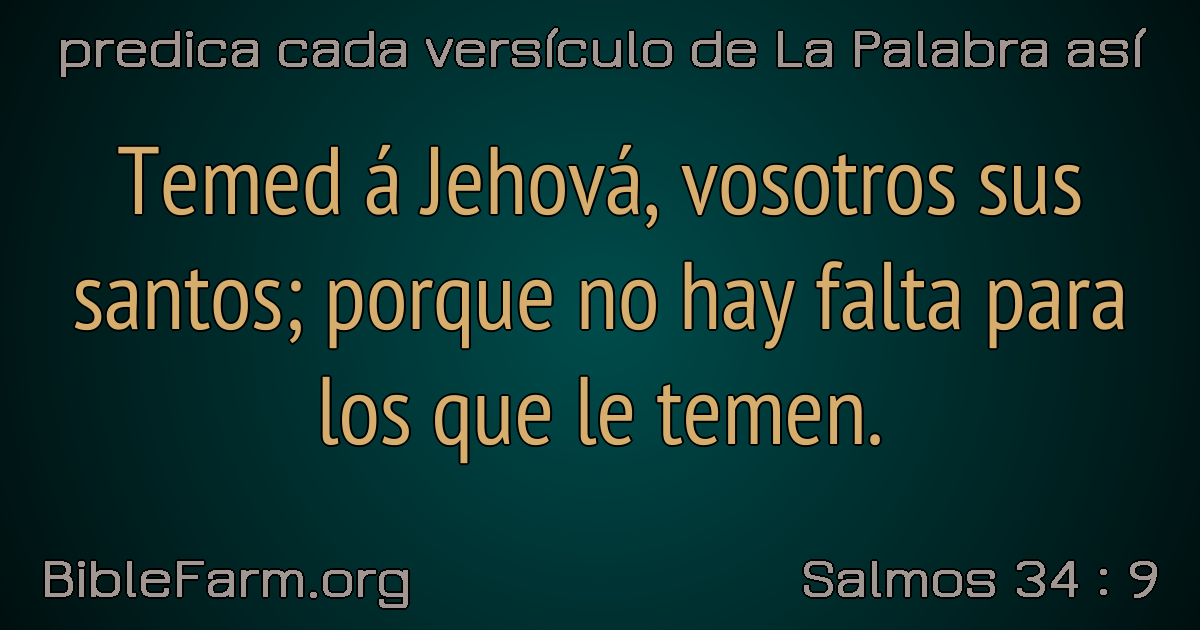 predica cada versículo de La Palabra así
Temed á Jehová, vosotros sus
santos; porque no hay falta para
los que le temen.
BibleFarm.org
Salmos 34 : 9